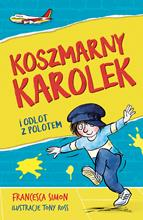 KOSZMARNY
KAROLEK
I ODLOT
Z POLOTEM
FRANCESCA SIMON
ILUSTRACJE TONY ROSS